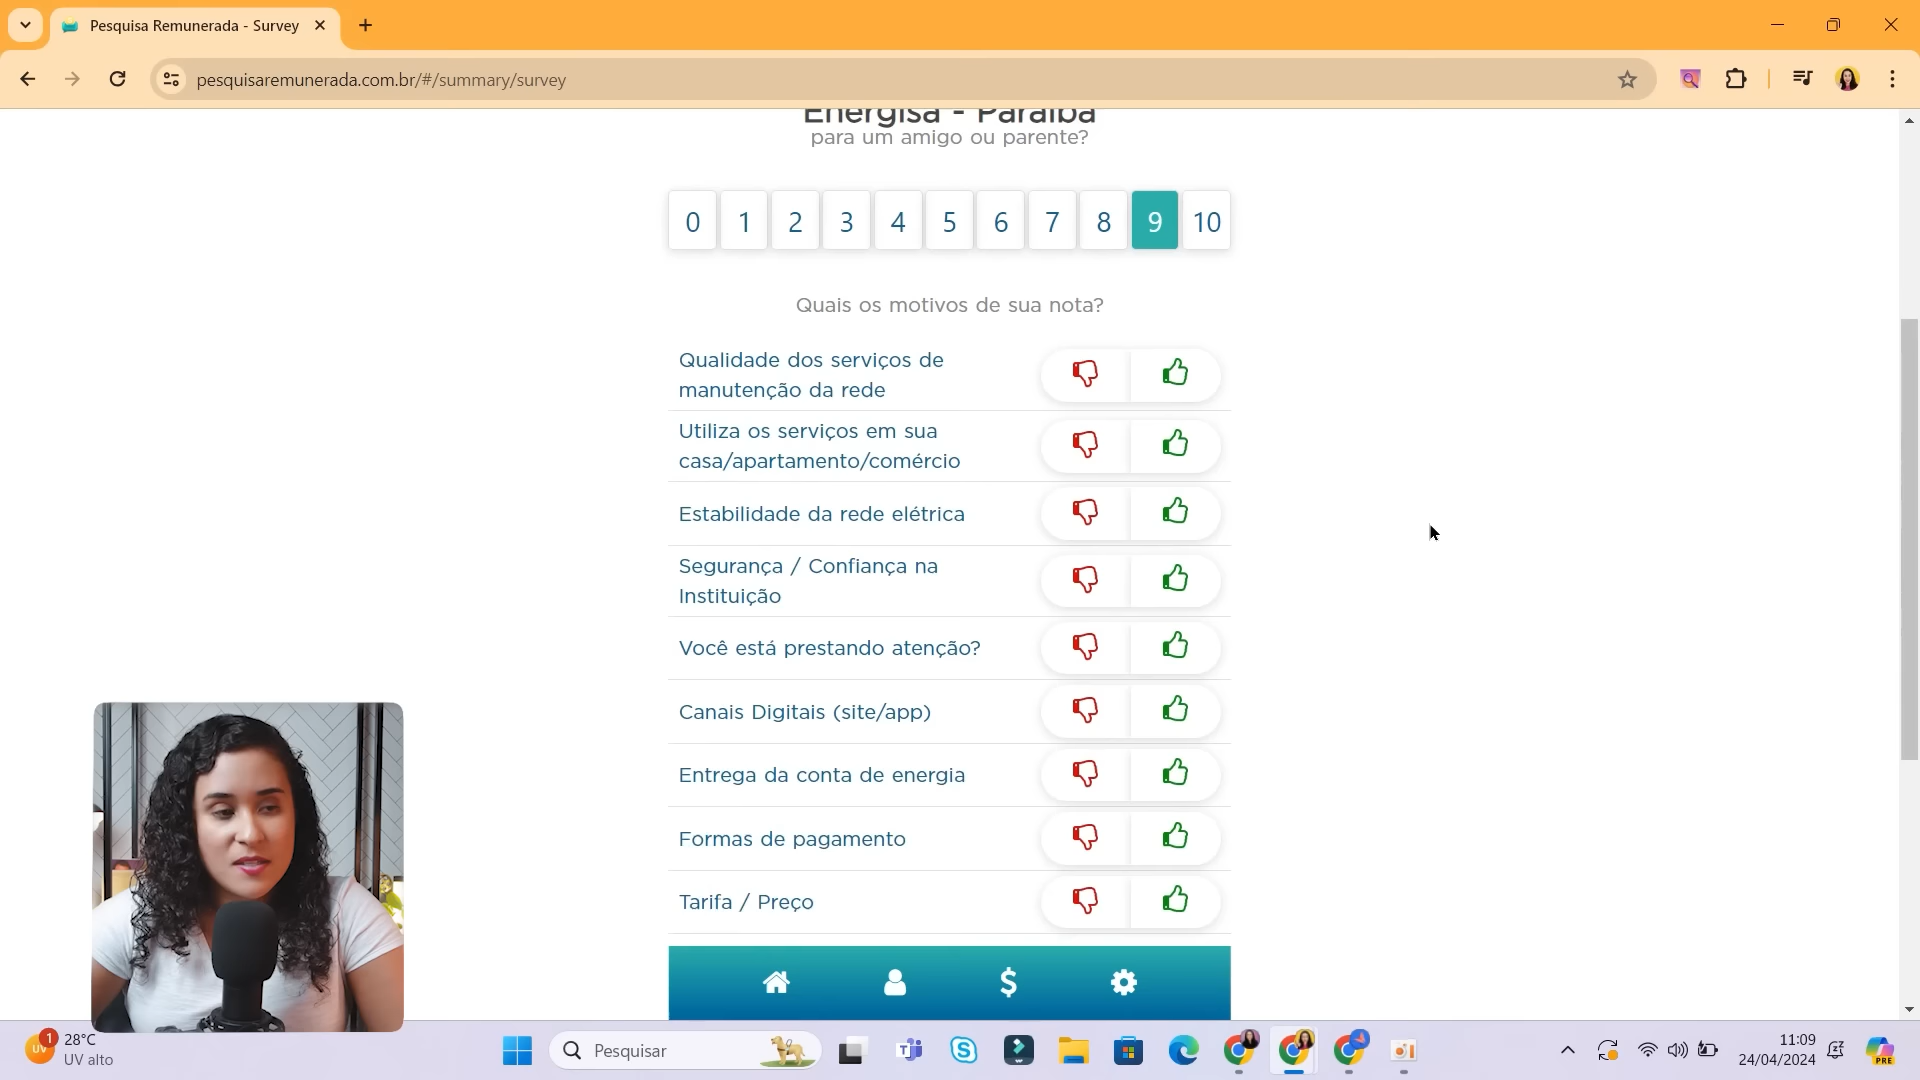 Pesquisa Remunerada - Survey
pesquisaremunerada.com.br/#/summary/survey
Energisa - Paraíba
para um amigo ou parente?
0 1 2 3 4 5 6 7 8 9 10
Quais os motivos de sua nota?
Qualidade dos serviços de
manutenção da rede
Utiliza os serviços em sua
casa/apartamento/comércio
Estabilidade da rede elétrica
Segurança / Confiança na
Instituição
Você está prestando atenção?
Canais Digitais (site/app)
Entrega da conta de energia
Formas de pagamento
Tarifa / Preço
UV
1
28°C
UV alto
Pesquisar
11:09
24/04/2024
PRE